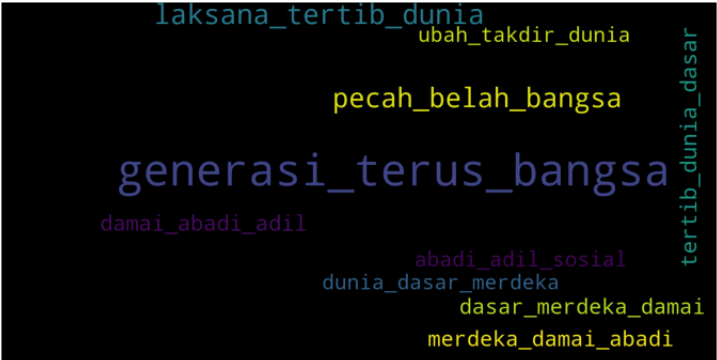 laksana_tertib_dunia
ubah_takdir_dunia
tertib_dunia_dasar
pecah_belah_bangsa
generasi_terus_bangsa
damai_abadi_adil
abadi_adil_sosial
dunia_dasar_merdeka
dasar_merdeka_damai
merdeka_damai_abadi